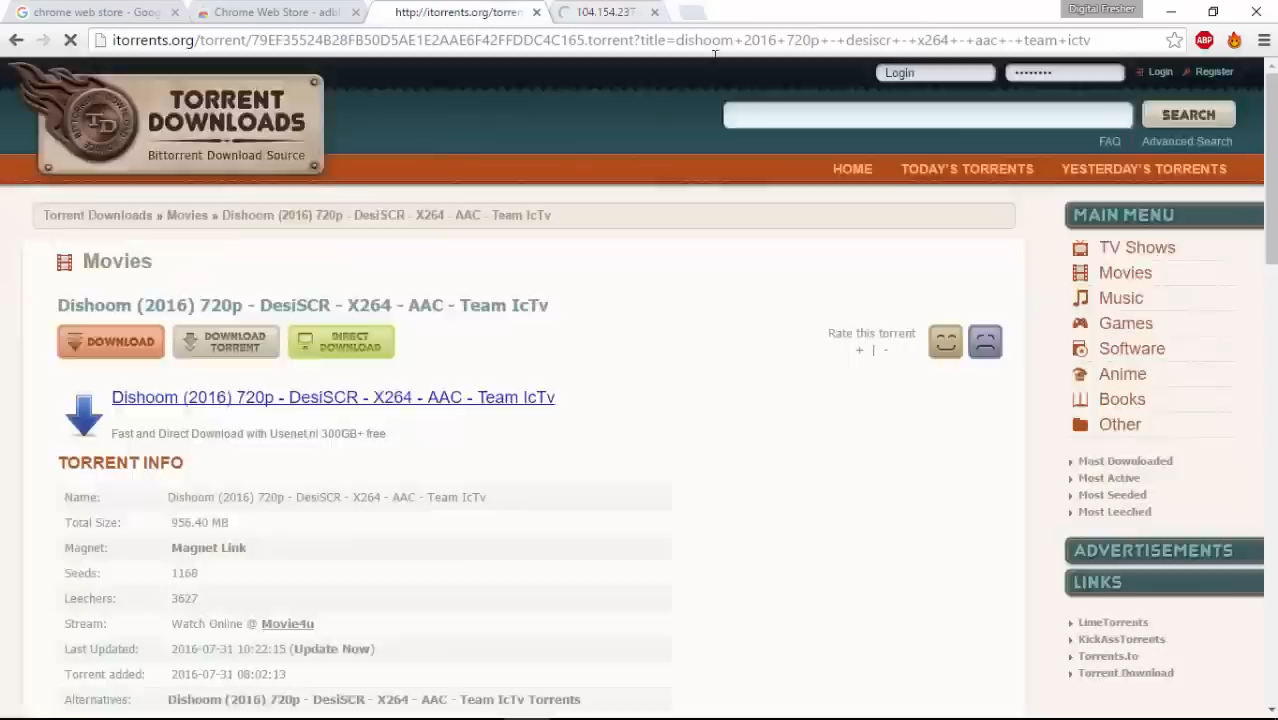 chrome web store - Goog
Chrome Web Store - adbl
http://itorrents.org/torren
104.154.237
Digital Fresher
itorrents.org/torrent/79EF35524B28FB50D5AE1E2AAE6F42FFDDC4C165.torrent?title=dishoom+2016+720p+-+desiscr+-+x264+-+aac+-+team+ictv
ABP
Login
••••••••
Login
Register
TORRENT
DOWNLOADS
Bittorrent Download Source
TD
SEARCH
FAQ
Advanced Search
HOME
TODAY'S TORRENTS
YESTERDAY'S TORRENTS
Torrent Downloads » Movies » Dishoom (2016) 720p - DesiSCR - X264 - AAC - Team IcTv
Movies
Dishoom (2016) 720p - DesiSCR - X264 - AAC - Team IcTv
DOWNLOAD
DOWNLOAD
TORRENT
DIRECT
DOWNLOAD
Rate this torrent
+ | -
Dishoom (2016) 720p - DesiSCR - X264 - AAC - Team IcTv
Fast and Direct Download with Usenet.nl 300GB+ free
TORRENT INFO
Name: Dishoom (2016) 720p - DesiSCR - X264 - AAC - Team IcTv
Total Size: 956.40 MB
Magnet: Magnet Link
Seeds: 1168
Leechers: 3627
Stream: Watch Online @ Movie4u
Last Updated: 2016-07-31 10:22:15 (Update Now)
Torrent added: 2016-07-31 08:02:13
Alternatives: Dishoom (2016) 720p - DesiSCR - X264 - AAC - Team IcTv Torrents
MAIN MENU
TV Shows
Movies
Music
Games
Software
Anime
Books
Other
Most Downloaded
Most Active
Most Seeded
Most Leeched
ADVERTISEMENTS
LINKS
LimeTorrents
KickAssTorrents
Torrents.to
Torrent Download